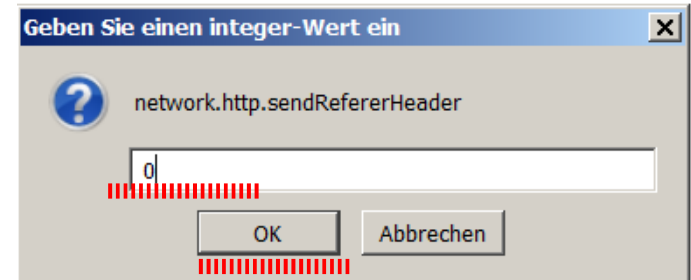 Geben Sie einen integer-Wert ein
network.http.sendRefererHeader
0
OK Abbrechen